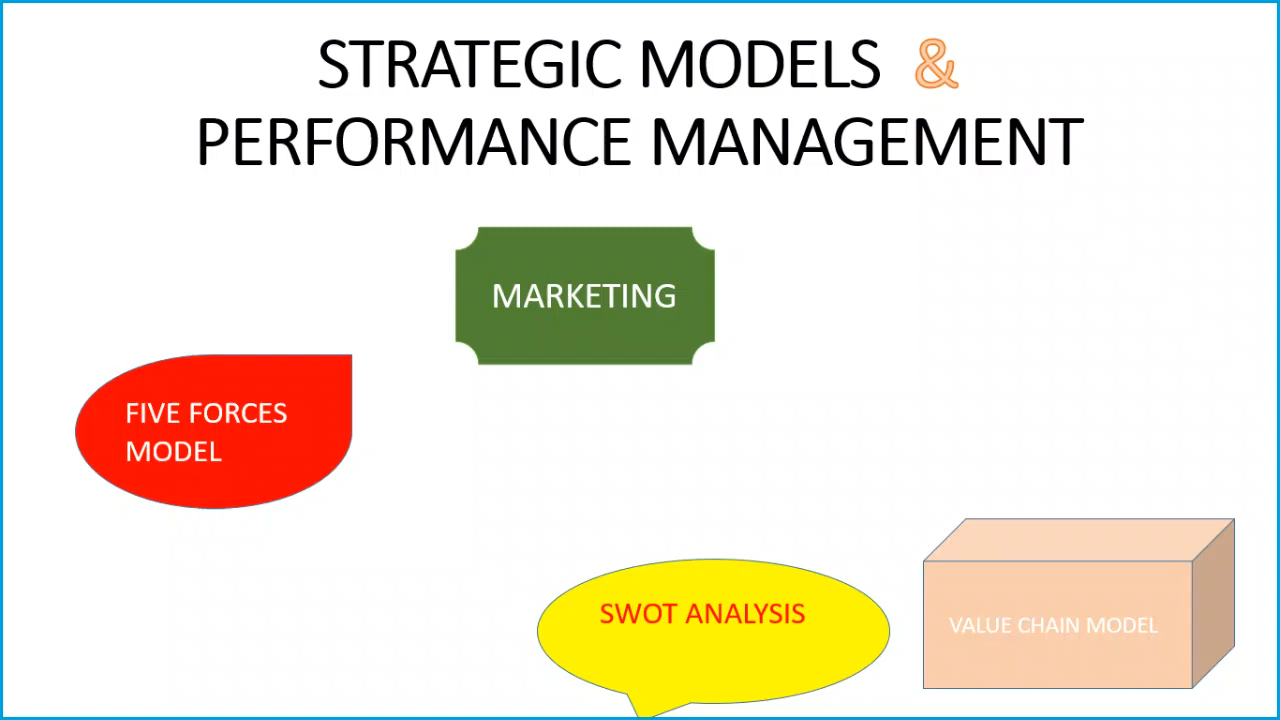 STRATEGIC MODELS &
PERFORMANCE MANAGEMENT
MARKETING
FIVE FORCES
MODEL
SWOT ANALYSIS
VALUE CHAIN MODEL